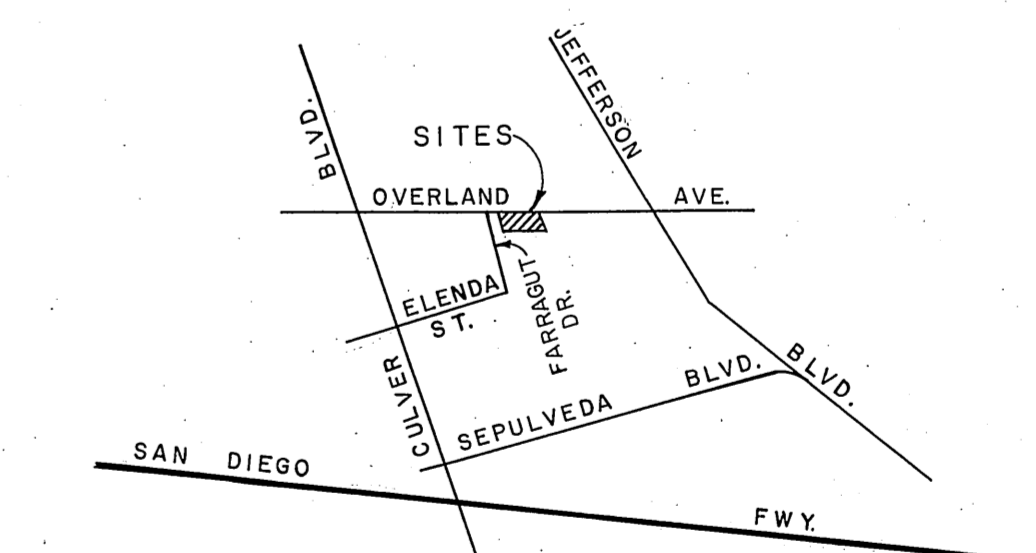 JEFFERSON
BLVD.
SITES
OVERLAND AVE.
ELENDA
ST.
FARRAGUT
DR.
CULVER
SEPULVEDA BLVD.
BLVD.
SAN DIEGO FWY.